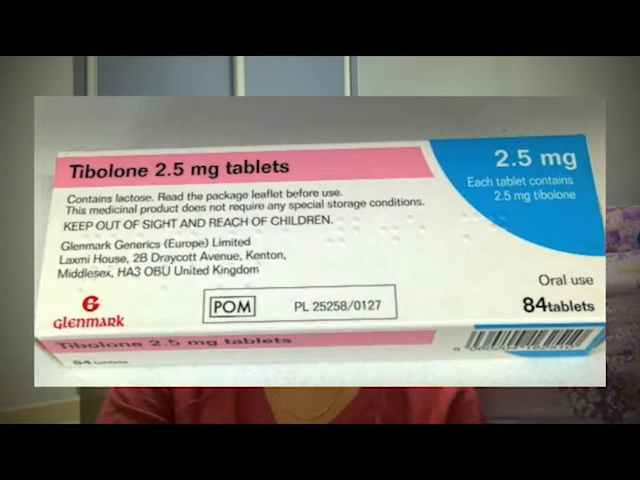 Tibolone 2.5 mg tablets
2.5 mg
Each tablet contains
2.5 mg tibolone
Contains lactose. Read the package leaflet before use.
This medicinal product does not require any special storage conditions.
KEEP OUT OF SIGHT AND REACH OF CHILDREN.
Glenmark Generics (Europe) Limited
Laxmi House, 2B Draycott Avenue, Kenton,
Middlesex, HA3 OBU United Kingdom
Oral use
84 tablets
POM PL 25258/0127
GLENMARK
Tibolone 2.5 mg tablets
84 tablets